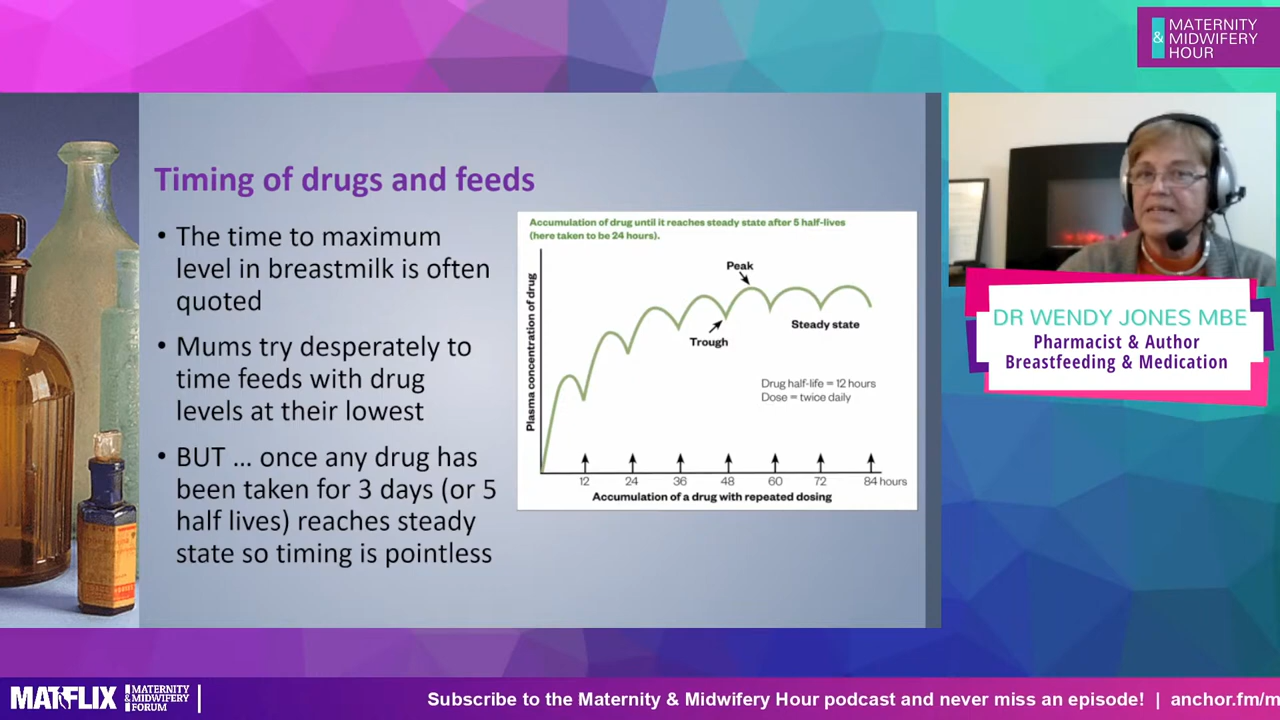 MATERNITY
& MIDWIFERY
HOUR
Timing of drugs and feeds
• The time to maximum
level in breastmilk is often
quoted
• Mums try desperately to
time feeds with drug
levels at their lowest
• BUT ... once any drug has
been taken for 3 days (or 5
half lives) reaches steady
state so timing is pointless
Accumulation of drug until it reaches steady state after 5 half-lives
(here taken to be 24 hours).
Plasma concentration of drug
Peak
Trough
Steady state
Drug half-life = 12 hours
Dose = twice daily
12 24 36 48 60 72 84 hours
Accumulation of a drug with repeated dosing
DR WENDY JONES MBE
Pharmacist & Author
Breastfeeding & Medication
MATFLIX
MATERNITY
& MIDWIFERY
FORUM
Subscribe to the Maternity & Midwifery Hour podcast and never miss an episode! | anchor.fm/m